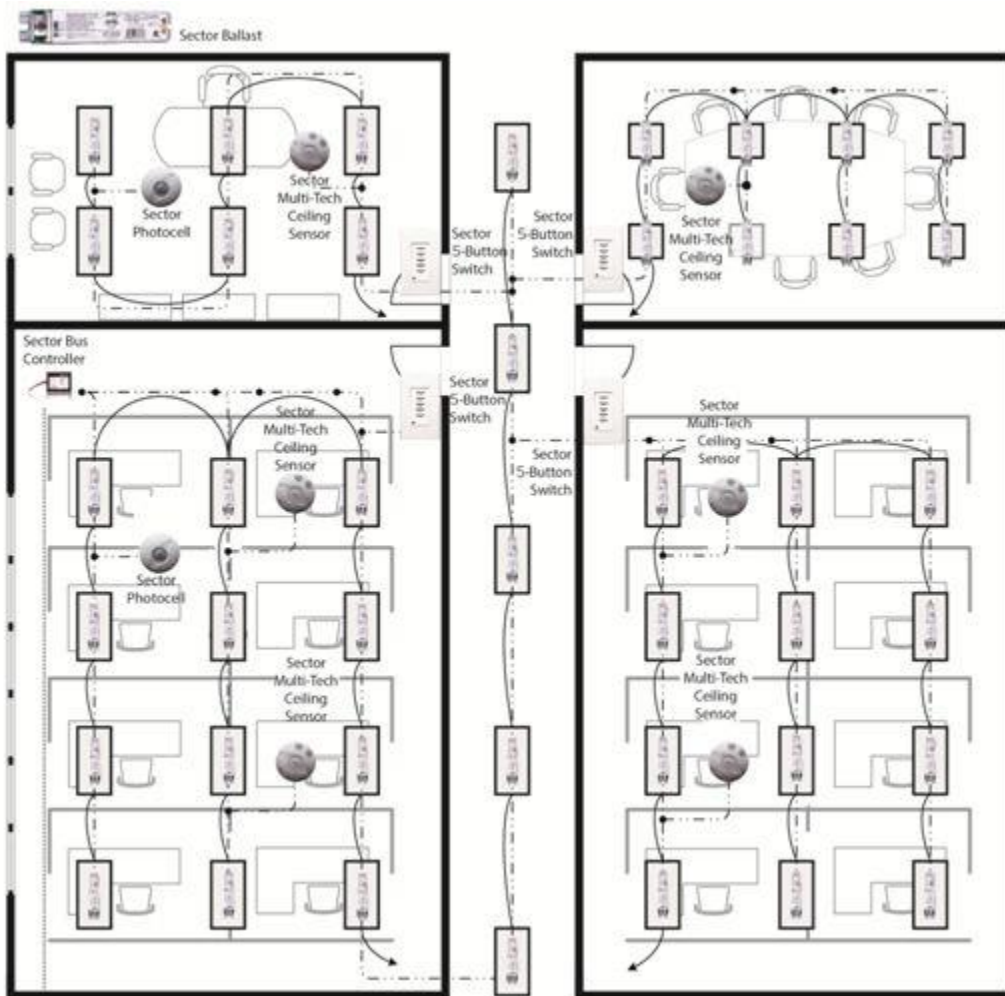 Sector Ballast
Sector
Photocell
Sector
Multi-Tech
Ceiling
Sensor
Sector
5-Button
Switch
Sector
5-Button
Switch
Sector
Multi-Tech
Ceiling
Sensor
Sector Bus
Controller
Sector
Multi-Tech
Ceiling
Sensor
Sector
5-Button
Switch
Sector
5-Button
Switch
Sector
Multi-Tech
Ceiling
Sensor
Sector
Photocell
Sector
Multi-Tech
Ceiling
Sensor
Sector
Multi-Tech
Ceiling
Sensor